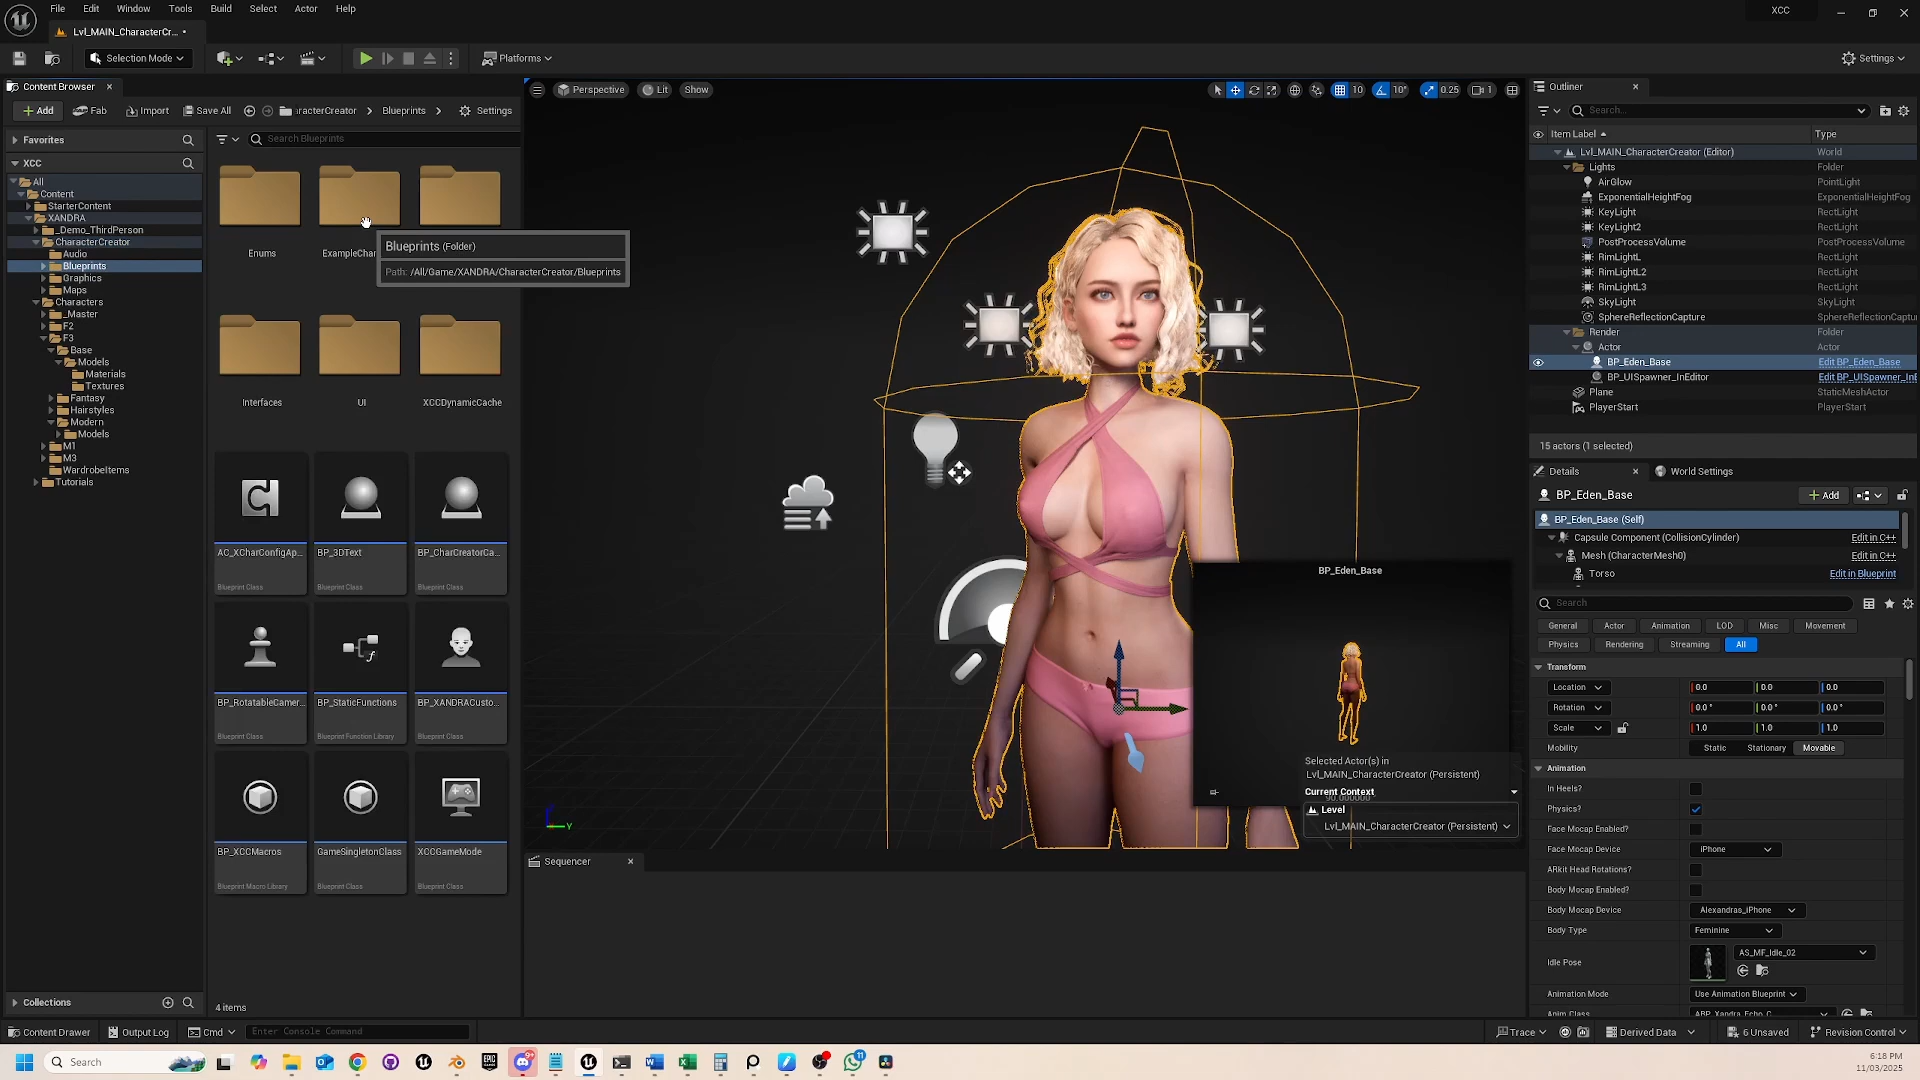 File Edit Window Tools Build Select Actor Help XCC
Lvl_MAIN_CharacterCr... •
Selection Mode Platforms Settings
Content Browser
Add Fab Import Save All aracterCreator Blueprints Settings
Favorites
Search Blueprints
XCC
All
Content
StarterContent
XANDRA
_Demo_ThirdPerson
CharacterCreator
Audio
Blueprints
Graphics
Maps
Characters
_Master
F2
F3
Base
Models
Materials
Textures
Fantasy
Hairstyles
Modern
Models
M1
M3
WardrobeItems
Tutorials
Collections
Enums ExampleChar
Blueprints (Folder)
Path: /All/Game/XANDRA/CharacterCreator/Blueprints
Interfaces UI XCCDynamicCache
AC_XCharConfigAp... BP_3DText BP_CharCreatorCa...
Blueprint Class Blueprint Class Blueprint Class
BP_RotatableCamer... BP_StaticFunctions BP_XANDRACusto...
Blueprint Class Blueprint Function Library Blueprint Class
BP_XCCMacros GameSingletonClass XCCGameMode
Blueprint Macro Library Blueprint Class Blueprint Class
4 items
Perspective Lit Show 10 10° 0.25 1
Y
BP_Eden_Base
Selected Actor(s) in
Lvl_MAIN_CharacterCreator (Persistent)
Current Context
90.000000
Level
Lvl_MAIN_CharacterCreator (Persistent)
Sequencer
Outliner
Search...
Item Label Type
Lvl_MAIN_CharacterCreator (Editor) World
Lights Folder
AirGlow PointLight
ExponentialHeightFog ExponentialHeightFog
KeyLight RectLight
KeyLight2 RectLight
PostProcessVolume PostProcessVolume
RimLightL RectLight
RimLightL2 RectLight
RimLightL3 RectLight
SkyLight SkyLight
SphereReflectionCapture SphereReflectionCaptu
Render Folder
Actor Actor
BP_Eden_Base Edit BP_Eden_Base
BP_UISpawner_InEditor Edit BP_UISpawner_InE
Plane StaticMeshActor
PlayerStart PlayerStart
15 actors (1 selected)
Details World Settings
BP_Eden_Base Add
BP_Eden_Base (Self)
Capsule Component (CollisionCylinder) Edit in C++
Mesh (CharacterMesh0) Edit in C++
Torso Edit in Blueprint
Search
General Actor Animation LOD Misc Movement
Physics Rendering Streaming All
Transform
Location 0.0 0.0 0.0
Rotation 0.0 ° 0.0 ° 0.0 °
Scale 1.0 1.0 1.0
Mobility Static Stationary Movable
Animation
In Heels?
Physics?
Face Mocap Enabled?
Face Mocap Device iPhone
ARkit Head Rotations?
Body Mocap Enabled?
Body Mocap Device Alexandras_iPhone
Body Type Feminine
Idle Pose AS_MF_Idle_02
Animation Mode Use Animation Blueprint
Anim Class ABP_Xandra_Echo_C
Content Drawer Output Log Cmd Enter Console Command Trace Derived Data 6 Unsaved Revision Control
Search
11
6:18 PM
11/03/2025